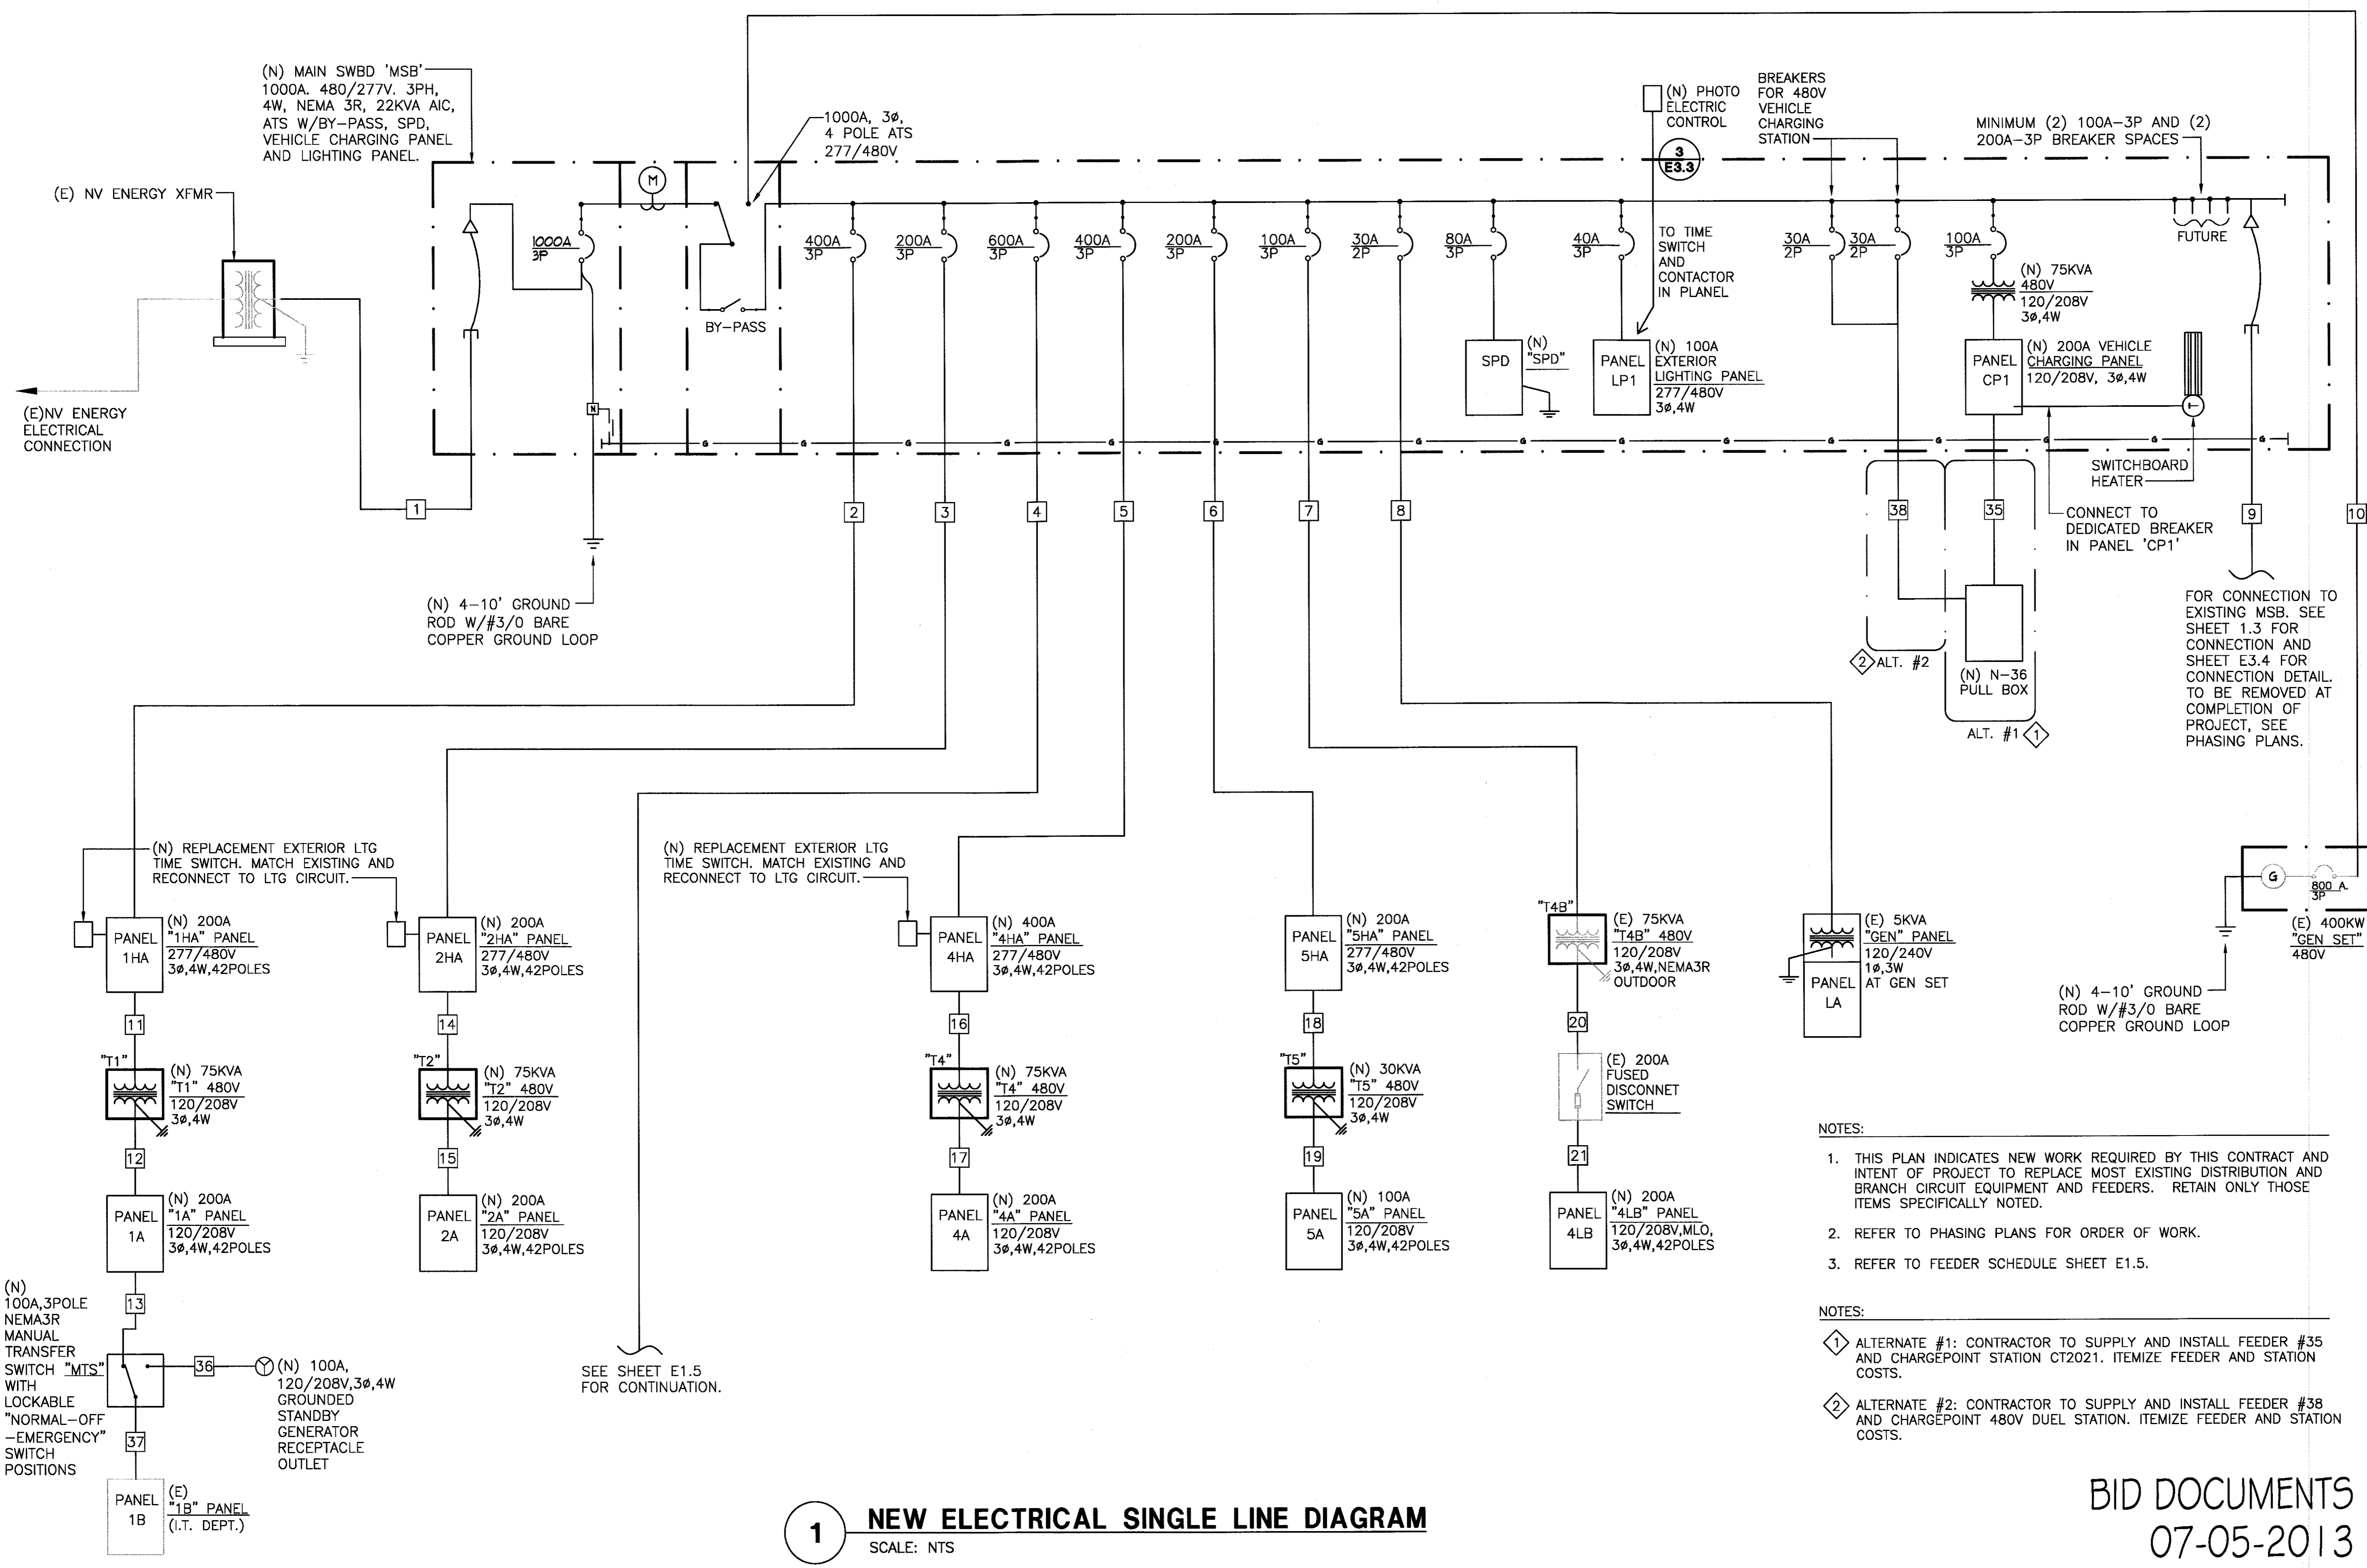 (N) MAIN SWBD 'MSB'
1000A. 480/277V. 3PH,
4W, NEMA 3R, 22KVA AIC,
ATS W/BY-PASS, SPD,
VEHICLE CHARGING PANEL
AND LIGHTING PANEL.
1000A, 3ø,
4 POLE ATS
277/480V
(N) PHOTO
ELECTRIC
CONTROL
BREAKERS
FOR 480V
VEHICLE
CHARGING
STATION
MINIMUM (2) 100A-3P AND (2)
200A-3P BREAKER SPACES
3
E3.3
(E) NV ENERGY XFMR
M
1000A
3P
BY-PASS
400A
3P
200A
3P
600A
3P
400A
3P
200A
3P
100A
3P
30A
2P
80A
3P
40A
3P
TO TIME
SWITCH
AND
CONTACTOR
IN PLANEL
30A
2P
30A
2P
100A
3P
FUTURE
(N) 75KVA
480V
120/208V
3ø,4W
SPD
(N)
"SPD"
PANEL
LP1
(N) 100A
EXTERIOR
LIGHTING PANEL
277/480V
3ø,4W
PANEL
CP1
(N) 200A VEHICLE
CHARGING PANEL
120/208V, 3ø,4W
T
(E)NV ENERGY
ELECTRICAL
CONNECTION
N
G G G G G G G G G G G G G G G G
SWITCHBOARD
HEATER
1
2
3
4
5
6
7
8
38
35
9
10
CONNECT TO
DEDICATED BREAKER
IN PANEL 'CP1'
(N) 4-10' GROUND
ROD W/#3/0 BARE
COPPER GROUND LOOP
FOR CONNECTION TO
EXISTING MSB. SEE
SHEET 1.3 FOR
CONNECTION AND
SHEET E3.4 FOR
CONNECTION DETAIL.
TO BE REMOVED AT
COMPLETION OF
PROJECT, SEE
PHASING PLANS.
2 ALT. #2
(N) N-36
PULL BOX
ALT. #1 1
(N) REPLACEMENT EXTERIOR LTG
TIME SWITCH. MATCH EXISTING AND
RECONNECT TO LTG CIRCUIT.
(N) REPLACEMENT EXTERIOR LTG
TIME SWITCH. MATCH EXISTING AND
RECONNECT TO LTG CIRCUIT.
PANEL
1HA
(N) 200A
"1HA" PANEL
277/480V
3ø,4W,42POLES
PANEL
2HA
(N) 200A
"2HA" PANEL
277/480V
3ø,4W,42POLES
PANEL
4HA
(N) 400A
"4HA" PANEL
277/480V
3ø,4W,42POLES
PANEL
5HA
(N) 200A
"5HA" PANEL
277/480V
3ø,4W,42POLES
"T4B"
(E) 75KVA
"T4B" 480V
120/208V
3ø,4W,NEMA3R
OUTDOOR
(E) 5KVA
"GEN" PANEL
120/240V
1ø,3W
AT GEN SET
PANEL
LA
G
800 A.
3P
(E) 400KW
"GEN SET"
480V
(N) 4-10' GROUND
ROD W/#3/0 BARE
COPPER GROUND LOOP
11
14
16
18
20
"T1"
(N) 75KVA
"T1" 480V
120/208V
3ø,4W
"T2"
(N) 75KVA
"T2" 480V
120/208V
3ø,4W
"T4"
(N) 75KVA
"T4" 480V
120/208V
3ø,4W
"T5"
(N) 30KVA
"T5" 480V
120/208V
3ø,4W
(E) 200A
FUSED
DISCONNET
SWITCH
12
15
17
19
21
PANEL
1A
(N) 200A
"1A" PANEL
120/208V
3ø,4W,42POLES
PANEL
2A
(N) 200A
"2A" PANEL
120/208V
3ø,4W,42POLES
PANEL
4A
(N) 200A
"4A" PANEL
120/208V
3ø,4W,42POLES
PANEL
5A
(N) 100A
"5A" PANEL
120/208V
3ø,4W,42POLES
PANEL
4LB
(N) 200A
"4LB" PANEL
120/208V,MLO,
3ø,4W,42POLES
(N)
100A,3POLE
NEMA3R
MANUAL
TRANSFER
SWITCH "MTS"
WITH
LOCKABLE
"NORMAL-OFF
-EMERGENCY"
SWITCH
POSITIONS
13
36
(N) 100A,
120/208V,3ø,4W
GROUNDED
STANDBY
GENERATOR
RECEPTACLE
OUTLET
37
PANEL
1B
(E)
"1B" PANEL
(I.T. DEPT.)
SEE SHEET E1.5
FOR CONTINUATION.
NOTES:
1. THIS PLAN INDICATES NEW WORK REQUIRED BY THIS CONTRACT AND
INTENT OF PROJECT TO REPLACE MOST EXISTING DISTRIBUTION AND
BRANCH CIRCUIT EQUIPMENT AND FEEDERS. RETAIN ONLY THOSE
ITEMS SPECIFICALLY NOTED.
2. REFER TO PHASING PLANS FOR ORDER OF WORK.
3. REFER TO FEEDER SCHEDULE SHEET E1.5.
NOTES:
1 ALTERNATE #1: CONTRACTOR TO SUPPLY AND INSTALL FEEDER #35
AND CHARGEPOINT STATION CT2021. ITEMIZE FEEDER AND STATION
COSTS.
2 ALTERNATE #2: CONTRACTOR TO SUPPLY AND INSTALL FEEDER #38
AND CHARGEPOINT 480V DUEL STATION. ITEMIZE FEEDER AND STATION
COSTS.
1 NEW ELECTRICAL SINGLE LINE DIAGRAM
SCALE: NTS
BID DOCUMENTS
07-05-2013